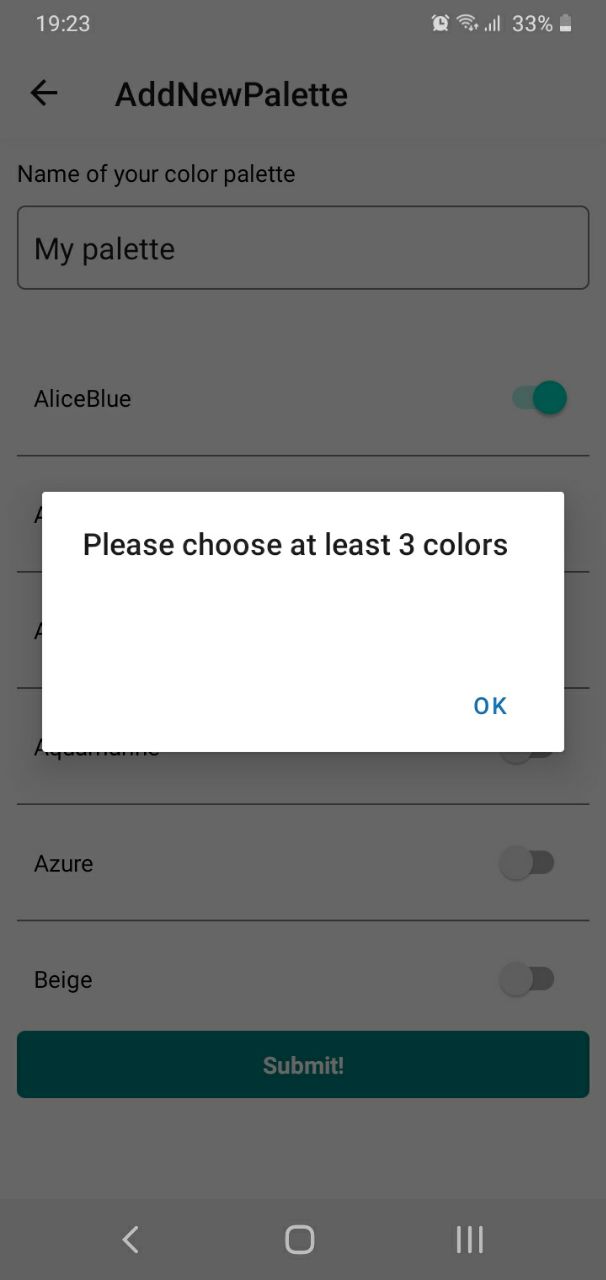 19:23
33%
AddNewPalette
Name of your color palette
My palette
AliceBlue
Please choose at least 3 colors
OK
Azure
Beige
Submit!